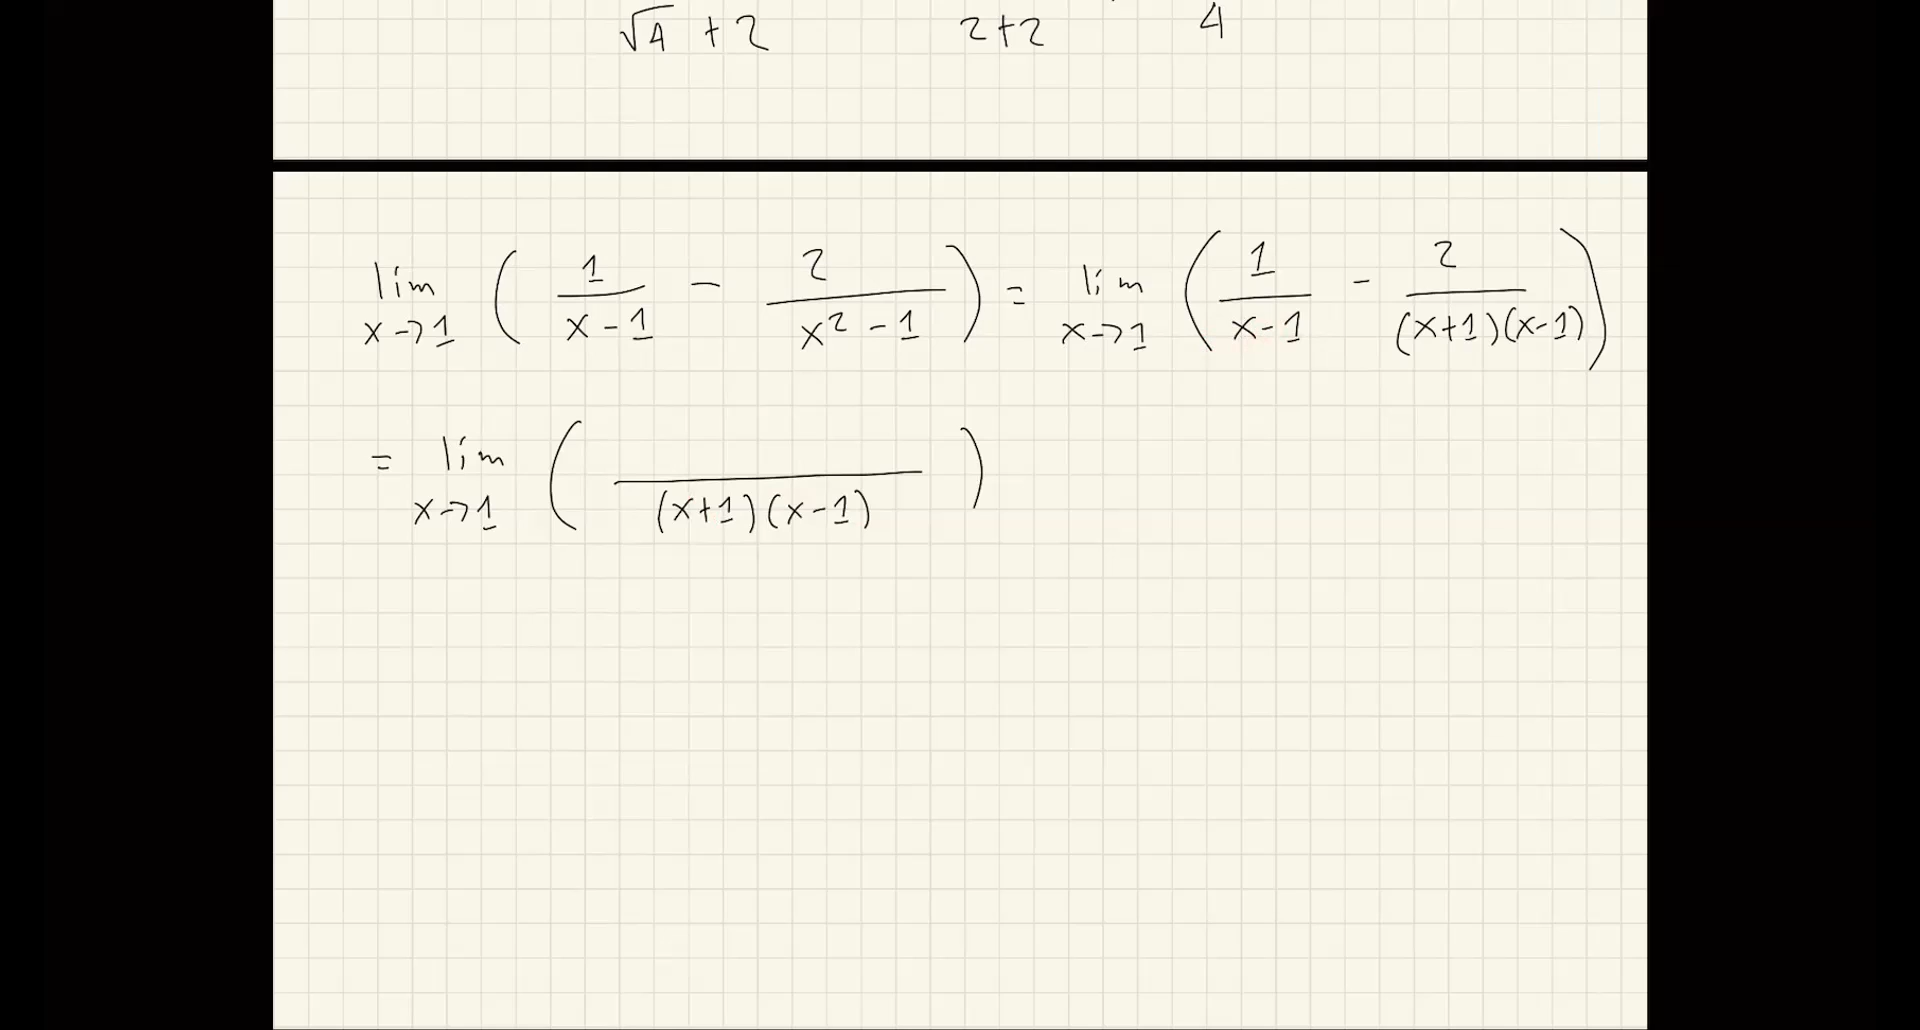 √4 + 2 2+2 4
lim x→1 ( 1/(x-1) - 2/(x² - 1) ) = lim x→1 ( 1/(x-1) - 2/((x+1)(x-1)) )
= lim x→1 ( /((x+1)(x-1)) )